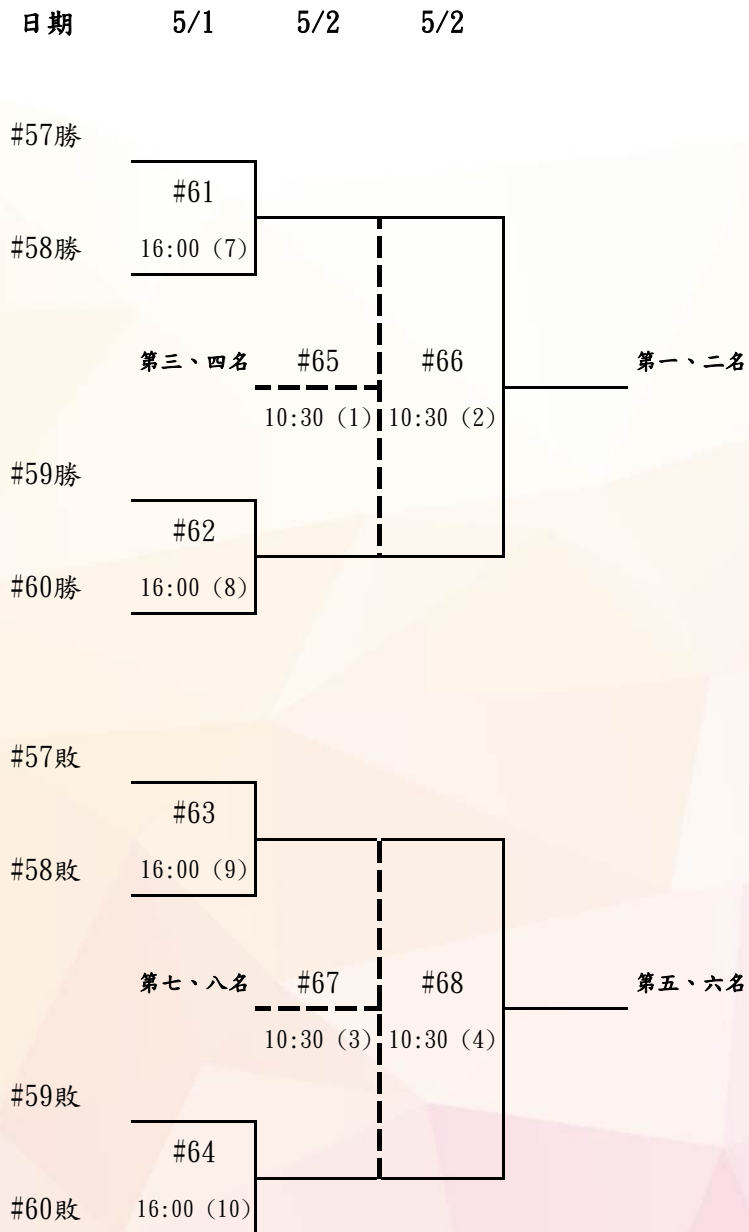 日期 5/1 5/2 5/2
#57勝
#61
#58勝 16:00 (7)
第三、四名 #65 #66 第一、二名
10:30 (1) 10:30 (2)
#59勝
#62
#60勝 16:00 (8)
#57敗
#63
#58敗 16:00 (9)
第七、八名 #67 #68 第五、六名
10:30 (3) 10:30 (4)
#59敗
#64
#60敗 16:00 (10)